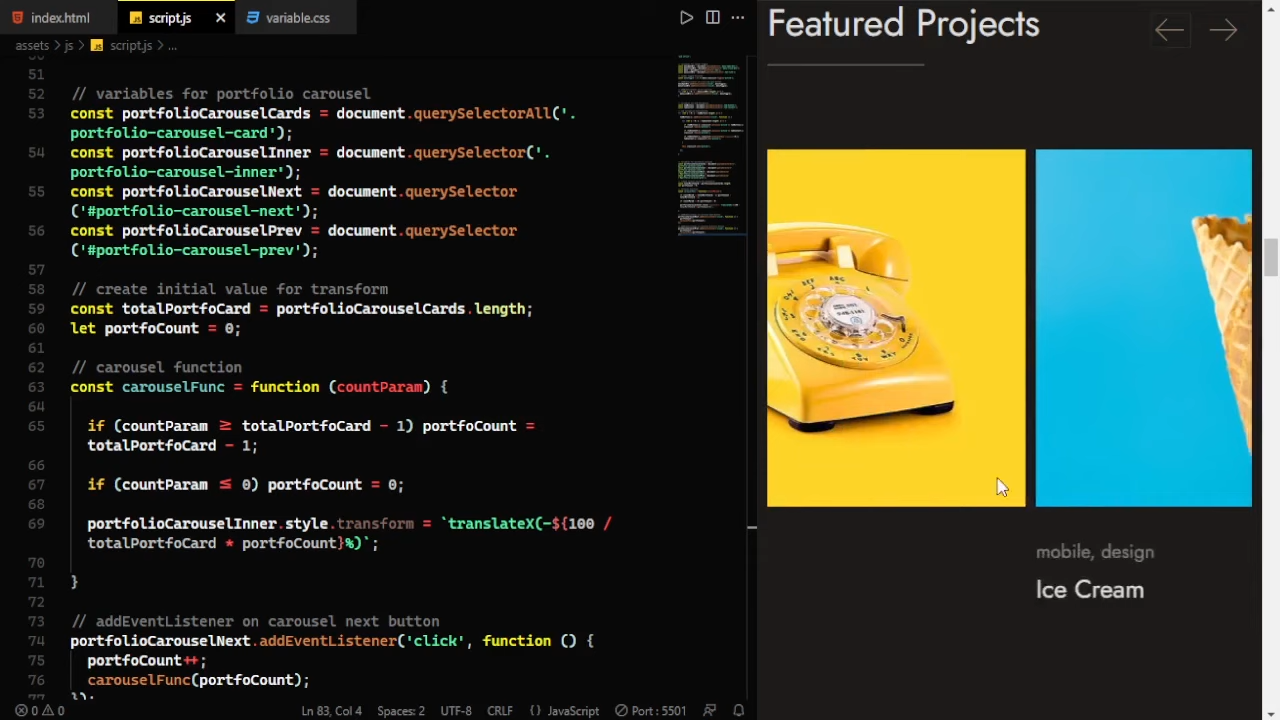 index.html
script.js
variable.css
assets > js > script.js > ...
51
52 // variables for portfolio carousel
53 const portfolioCarouselCards = document.querySelectorAll('.
portfolio-carousel-card');
54 const portfolioCarouselInner = document.querySelector('.
portfolio-carousel-inner');
55 const portfolioCarouselNext = document.querySelector
('#portfolio-carousel-next');
56 const portfolioCarouselPrev = document.querySelector
('#portfolio-carousel-prev');
57
58 // create initial value for transform
59 const totalPortfoCard = portfolioCarouselCards.length;
60 let portfoCount = 0;
61
62 // carousel function
63 const carouselFunc = function (countParam) {
64
65 if (countParam ≥ totalPortfoCard - 1) portfoCount =
totalPortfoCard - 1;
66
67 if (countParam ≤ 0) portfoCount = 0;
68
69 portfolioCarouselInner.style.transform = `translateX(-${100 /
totalPortfoCard * portfoCount}%)`;
70
71 }
72
73 // addEventListener on carousel next button
74 portfolioCarouselNext.addEventListener('click', function () {
75 portfoCount++;
76 carouselFunc(portfoCount);
77 });
0 0
Ln 83, Col 4
Spaces: 2
UTF-8
CRLF
{} JavaScript
Port : 5501
Featured Projects
mobile, design
Ice Cream